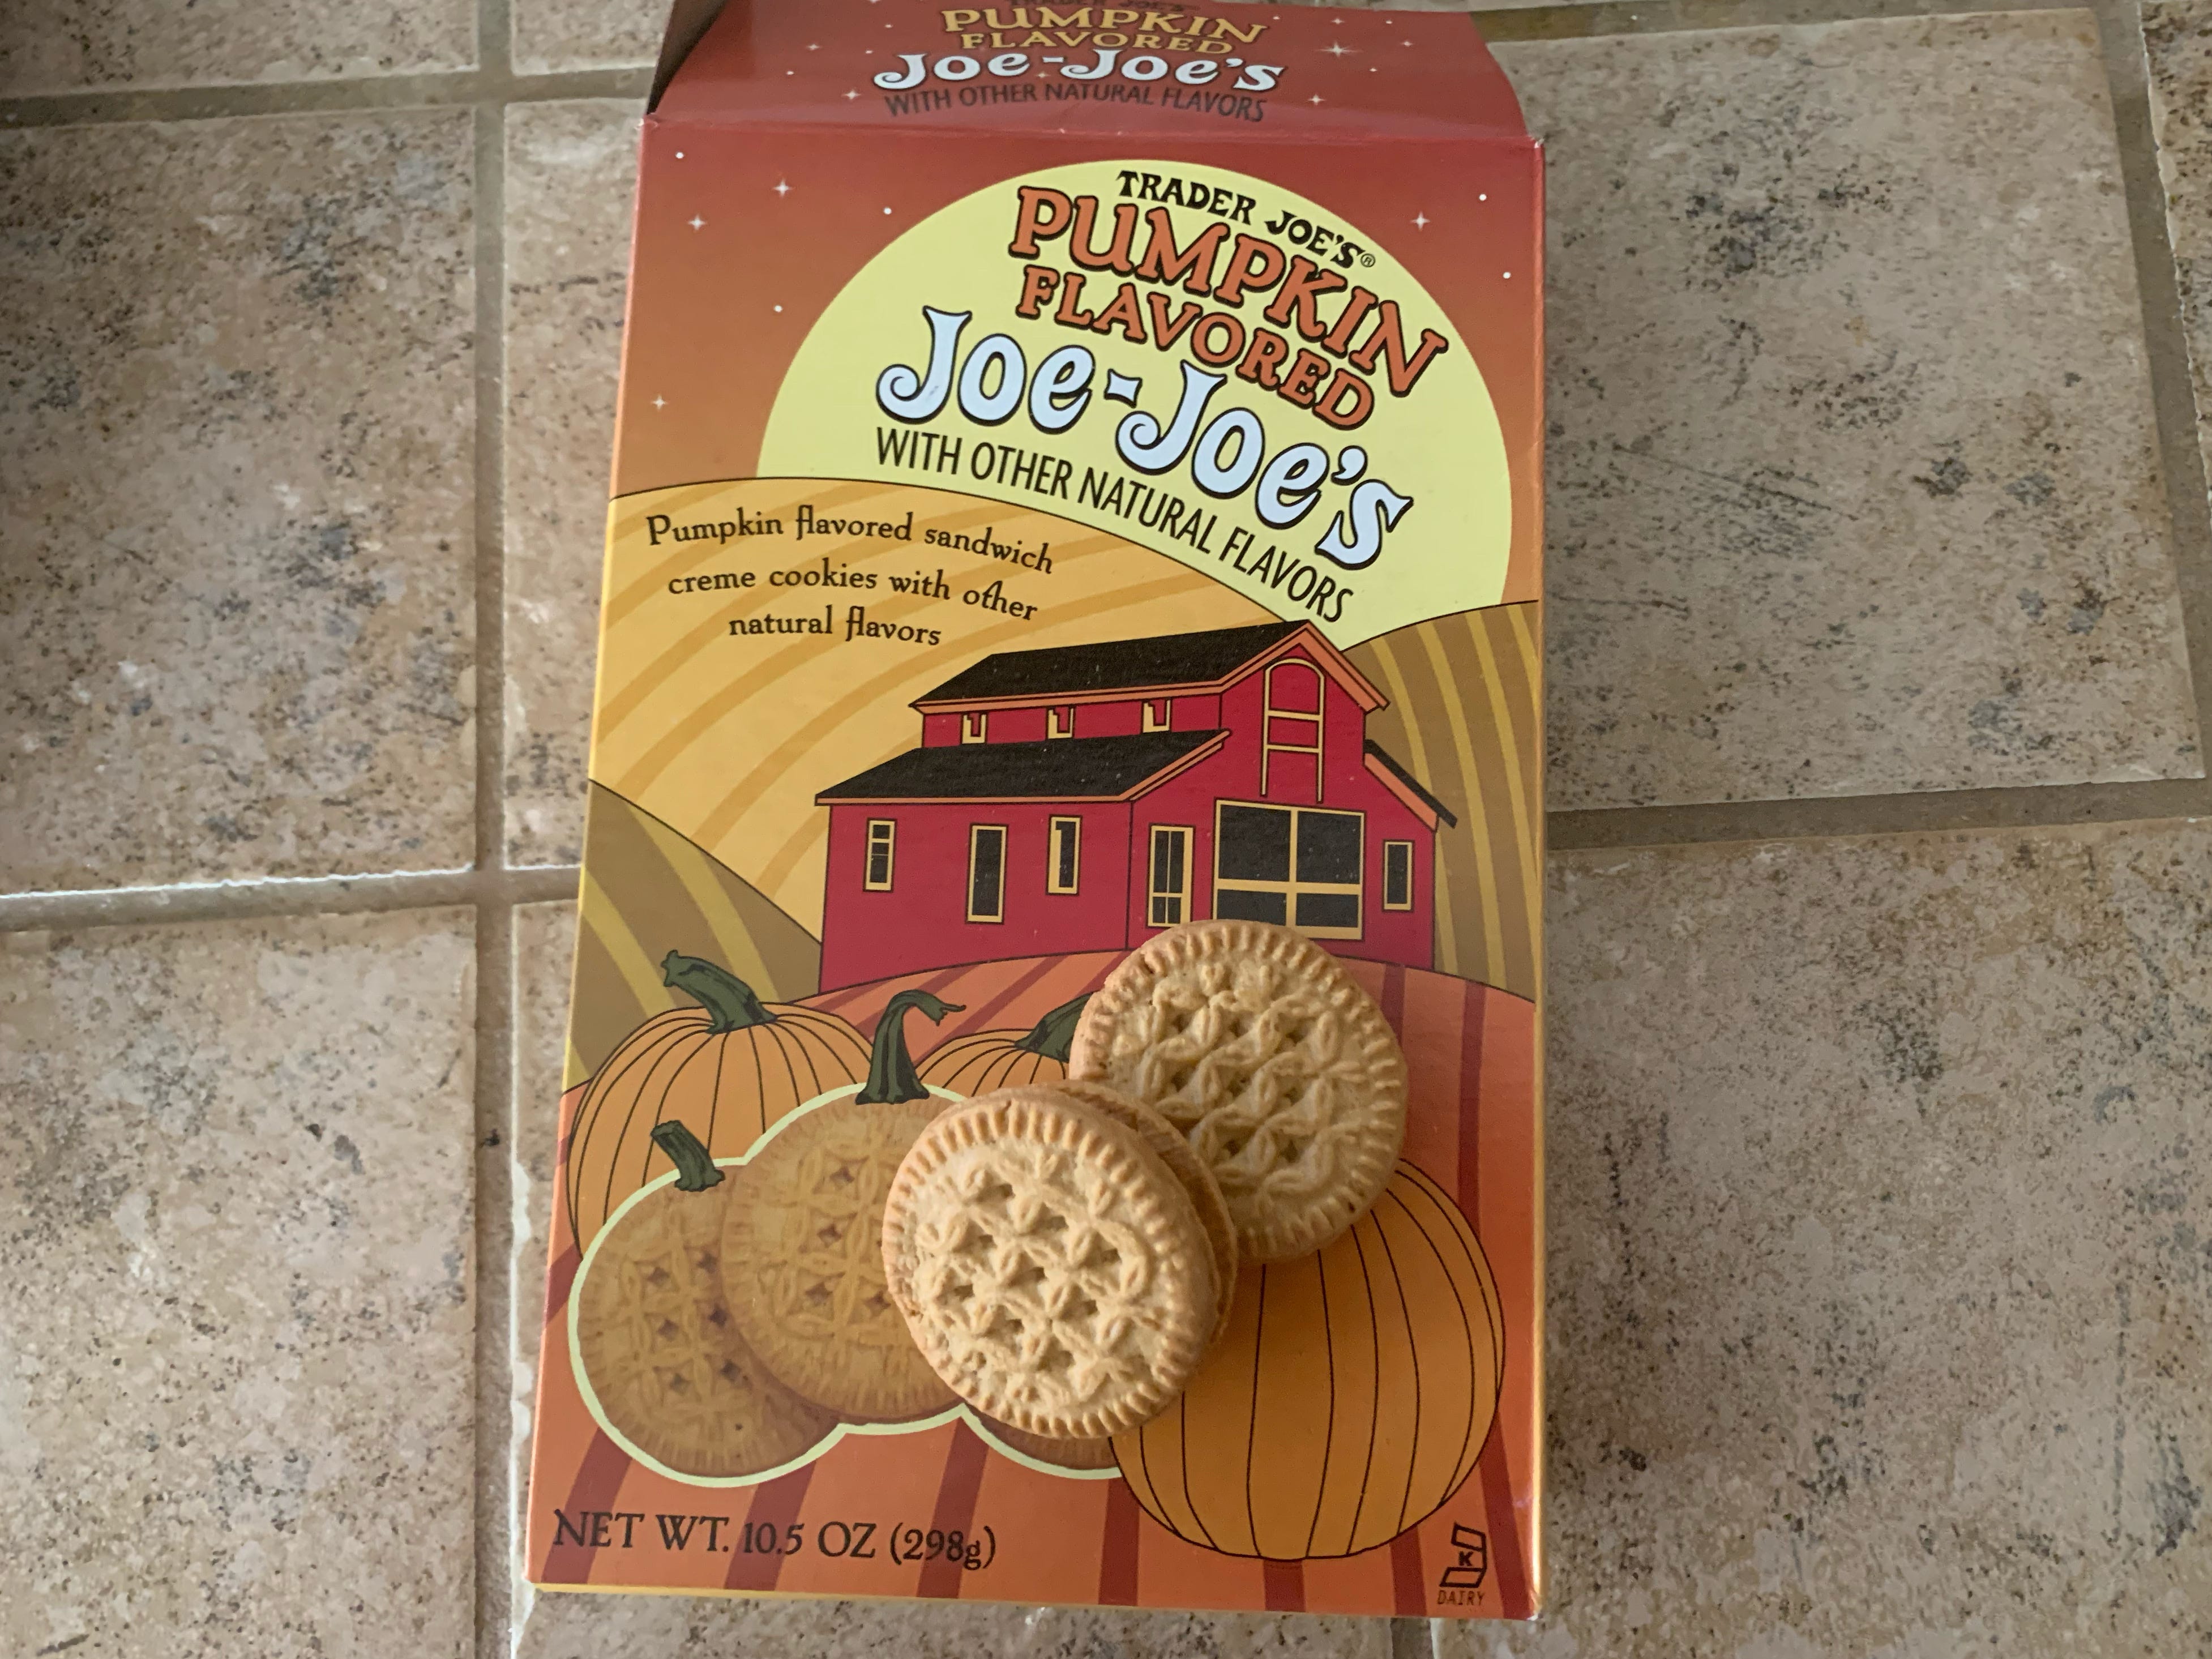 TRADER JOE'S
PUMPKIN
FLAVORED
Joe-Joe's
WITH OTHER NATURAL FLAVORS
TRADER JOE'S®
PUMPKIN
FLAVORED
Joe-Joe's
WITH OTHER NATURAL FLAVORS
Pumpkin flavored sandwich
creme cookies with other
natural flavors
NET WT. 10.5 OZ (298g)
K
DAIRY